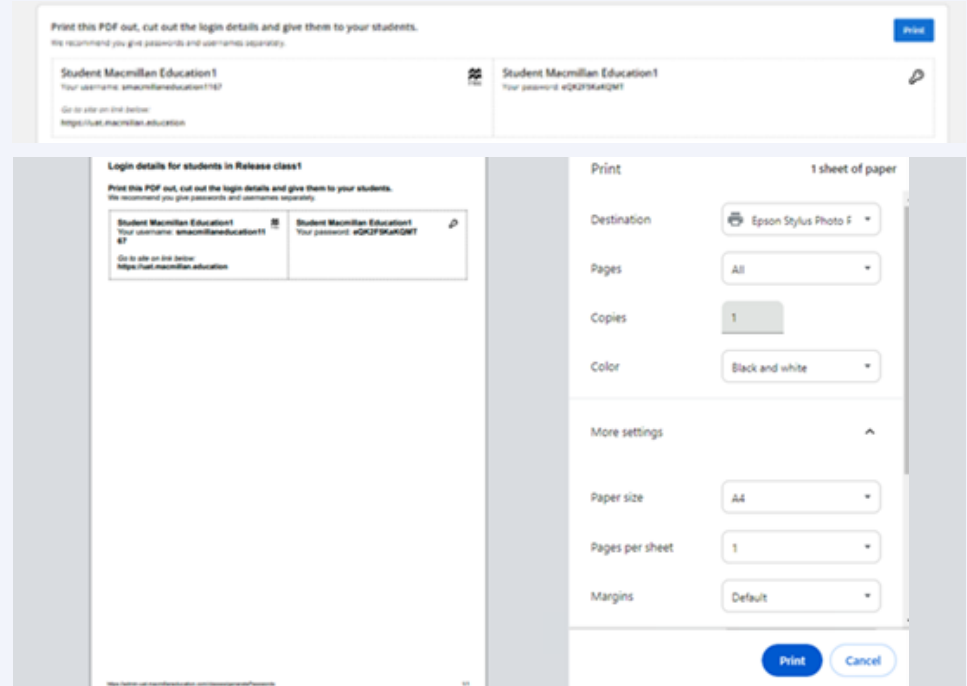 Print this PDF out, cut out the login details and give them to your students.
We recommend you give passwords and usernames separately.
Print
Student Macmillan Education1
Your username: smacmillaneducation1167
Go to site on link below:
https://uat.macmillan.education
Student Macmillan Education1
Your password:
Login details for students in Release class1
Print this PDF out, cut out the login details and give them to your students.
We recommend you give passwords and usernames separately.
Student Macmillan Education1
Your username: smacmillaneducation11
67
Go to site on link below:
https://uat.macmillan.education
Student Macmillan Education1
Your password:
1/1
Print
1 sheet of paper
Destination
Epson Stylus Photo
Pages
All
Copies
1
Color
Black and white
More settings
Paper size
A4
Pages per sheet
1
Margins
Default
Print
Cancel